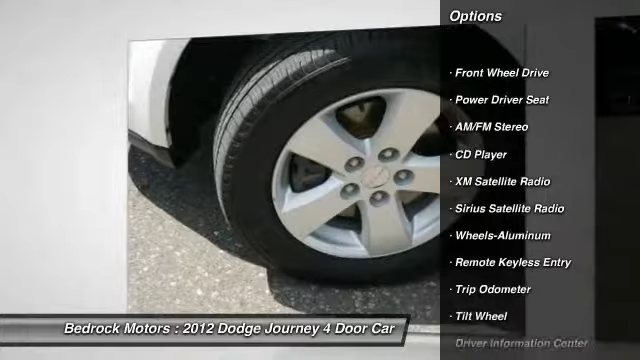 Options
· Front Wheel Drive
· Power Driver Seat
· AM/FM Stereo
· CD Player
· XM Satellite Radio
· Sirius Satellite Radio
· Wheels-Aluminum
· Remote Keyless Entry
· Trip Odometer
· Tilt Wheel
· Driver Information Center
Bedrock Motors : 2012 Dodge Journey 4 Door Car